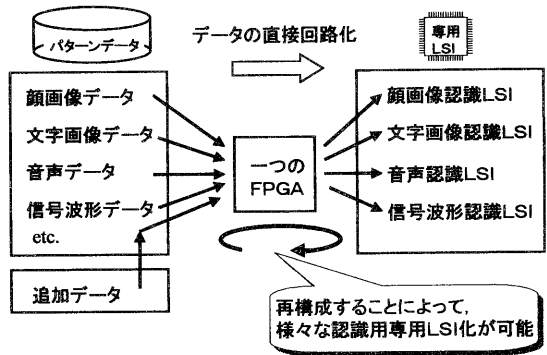 パターンデータ
データの直接回路化
専用
LSI
顔画像データ
文字画像データ
音声データ
信号波形データ
etc.
追加データ
一つの
FPGA
顔画像認識LSI
文字画像認識LSI
音声認識LSI
信号波形認識LSI
再構成することによって,
様々な認識用専用LSI化が可能